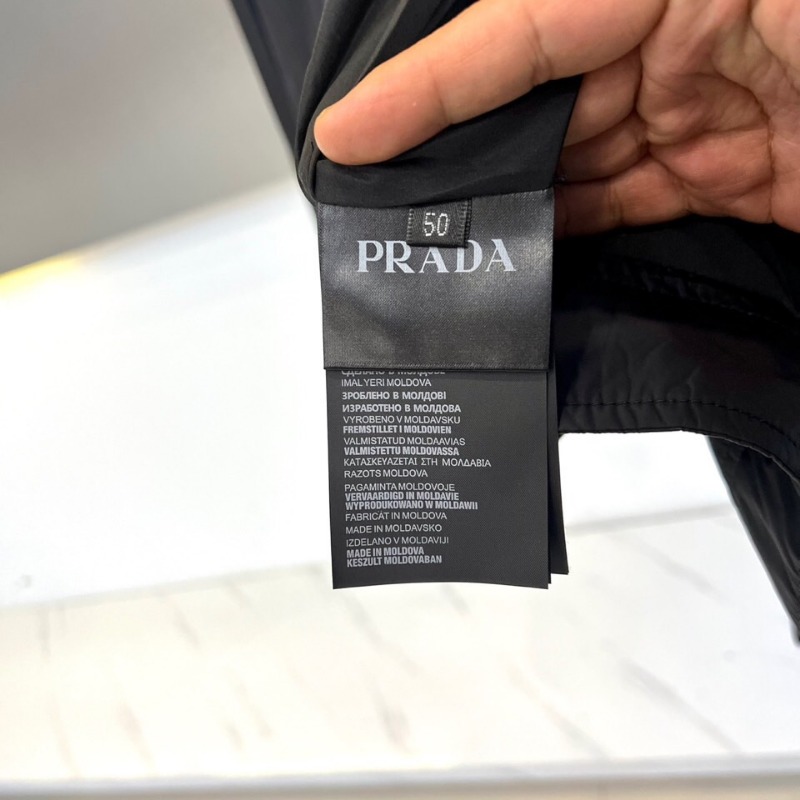 50
PRADA
СДЕЛАНО В МОЛДОВЕ
IMAL YERI MOLDOVA
ЗРОБЛЕНО В МОЛДОВІ
ИЗРАБОТЕНО В МОЛДОВА
VYROBENO V MOLDAVSKU
FREMSTILLET I MOLDOVIEN
VALMISTATUD MOLDAAVIAS
VALMISTETTU MOLDOVASSA
ΚΑΤΑΣΚΕΥΑΖΕΤΑΙ ΣΤΗ ΜΟΛΔΑΒΙΑ
RAZOTS MOLDOVA
PAGAMINTA MOLDOVOJE
VERVAARDIGD IN MOLDAVIE
WYPRODUKOWANO W MOLDAWII
FABRICÁT IN MOLDOVA
MADE IN MOLDAVSKO
IZDELANO V MOLDAVIJI
MADE IN MOLDOVA
KESZULT MOLDOVABAN